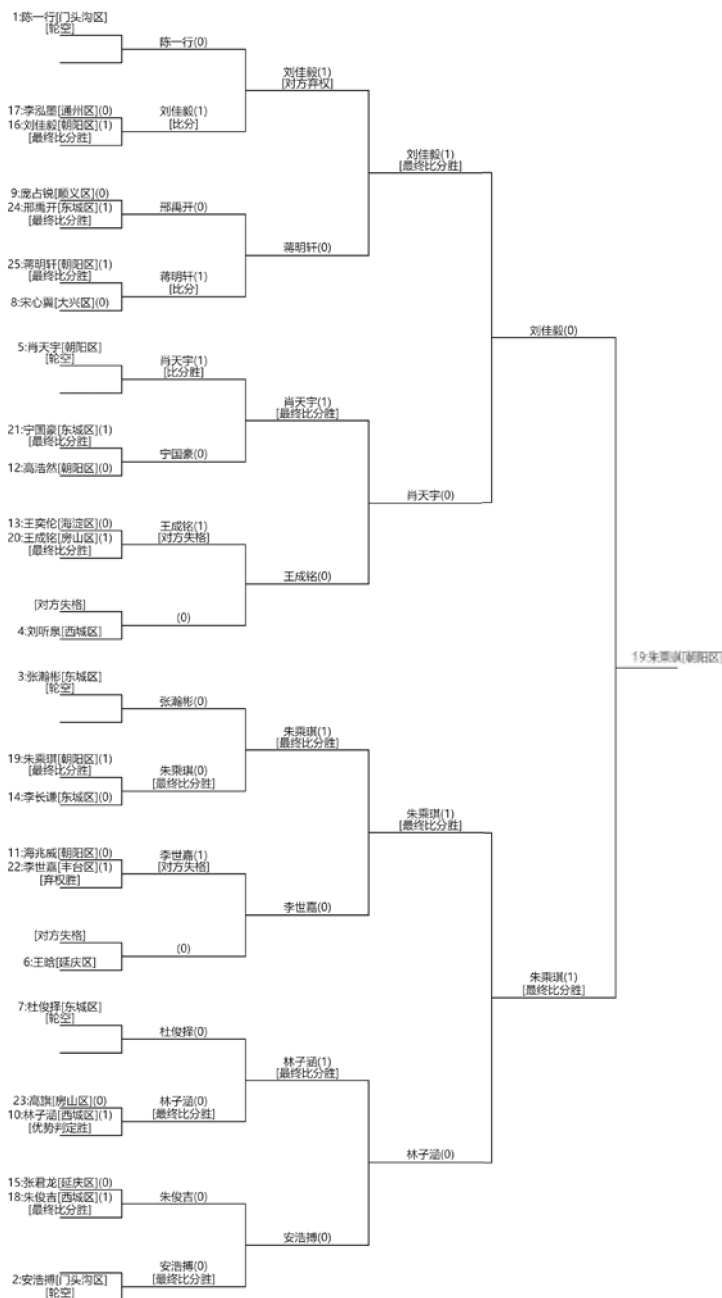 1:陈一行[门头沟区]
[轮空]
陈一行(0)
刘佳毅(1)
[对方弃权]
17:李泓墨[通州区](0)
16:刘佳毅[朝阳区](1)
[最终比分胜]
刘佳毅(1)
[比分]
刘佳毅(1)
[最终比分胜]
9:庞占锐[顺义区](0)
24:邢禹开[东城区](1)
[最终比分胜]
邢禹开(0)
蒋明轩(0)
25:蒋明轩[朝阳区](1)
[最终比分胜]
蒋明轩(1)
[比分]
8:宋心翼[大兴区](0)
刘佳毅(0)
5:肖天宇[朝阳区]
[轮空]
肖天宇(1)
[比分胜]
肖天宇(1)
[最终比分胜]
21:宁国豪[东城区](1)
[最终比分胜]
宁国豪(0)
12:高浩然[朝阳区](0)
肖天宇(0)
13:王奕伦[海淀区](0)
20:王成铭[房山区](1)
[最终比分胜]
王成铭(1)
[对方失格]
王成铭(0)
[对方失格]
(0)
4:刘听泉[西城区]
19:朱乘琪[朝阳区]
3:张瀚彬[东城区]
[轮空]
张瀚彬(0)
朱乘琪(1)
[最终比分胜]
19:朱乘琪[朝阳区](1)
[最终比分胜]
朱乘琪(0)
[最终比分胜]
14:李长谦[东城区](0)
朱乘琪(1)
[最终比分胜]
11:海兆威[朝阳区](0)
22:李世嘉[丰台区](1)
[弃权胜]
李世嘉(1)
[对方失格]
李世嘉(0)
[对方失格]
(0)
6:王晗[延庆区]
朱乘琪(1)
[最终比分胜]
7:杜俊择[东城区]
[轮空]
杜俊择(0)
林子涵(1)
[最终比分胜]
23:高旗[房山区](0)
10:林子涵[西城区](1)
[优势判定胜]
林子涵(0)
[最终比分胜]
林子涵(0)
15:张君龙[延庆区](0)
18:朱俊吉[西城区](1)
[最终比分胜]
朱俊吉(0)
安浩搏(0)
安浩搏(0)
[最终比分胜]
2:安浩搏[门头沟区]
[轮空]